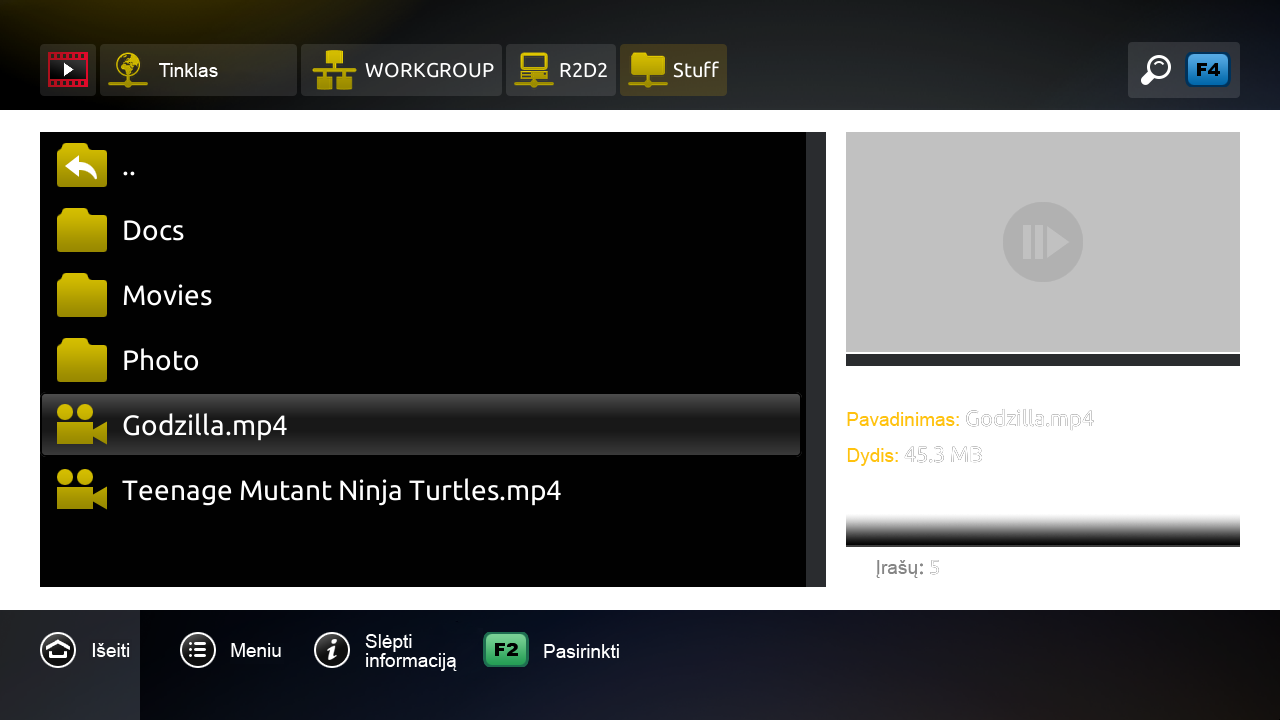 Tinklas WORKGROUP R2D2 Stuff F4
..
Docs
Movies
Photo
Godzilla.mp4
Teenage Mutant Ninja Turtles.mp4
Pavadinimas: Godzilla.mp4
Dydis: 45.3 MB
Įrašų: 5
Išeiti
Meniu
Slėpti
informaciją
F2 Pasirinkti